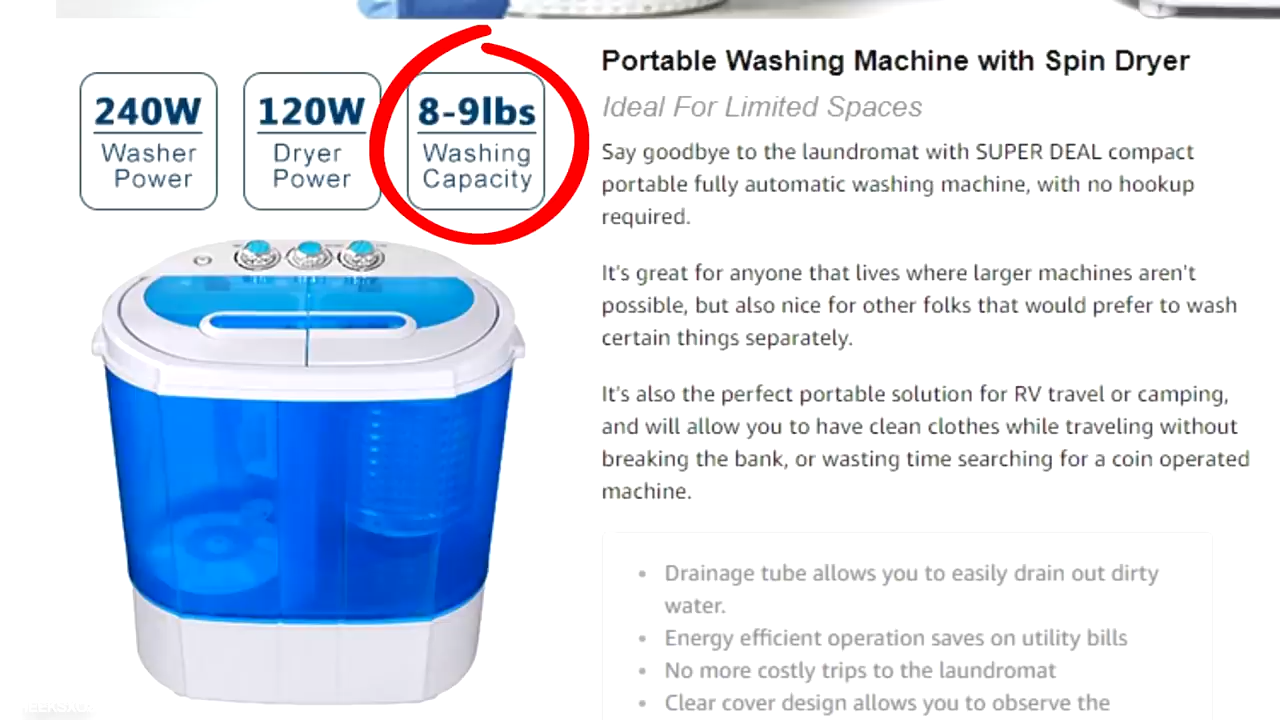 240W
Washer
Power
120W
Dryer
Power
8-9lbs
Washing
Capacity
Portable Washing Machine with Spin Dryer
Ideal For Limited Spaces
Say goodbye to the laundromat with SUPER DEAL compact
portable fully automatic washing machine, with no hookup
required.
It's great for anyone that lives where larger machines aren't
possible, but also nice for other folks that would prefer to wash
certain things separately.
It's also the perfect portable solution for RV travel or camping,
and will allow you to have clean clothes while traveling without
breaking the bank, or wasting time searching for a coin operated
machine.
• Drainage tube allows you to easily drain out dirty
water.
• Energy efficient operation saves on utility bills
• No more costly trips to the laundromat
• Clear cover design allows you to observe the